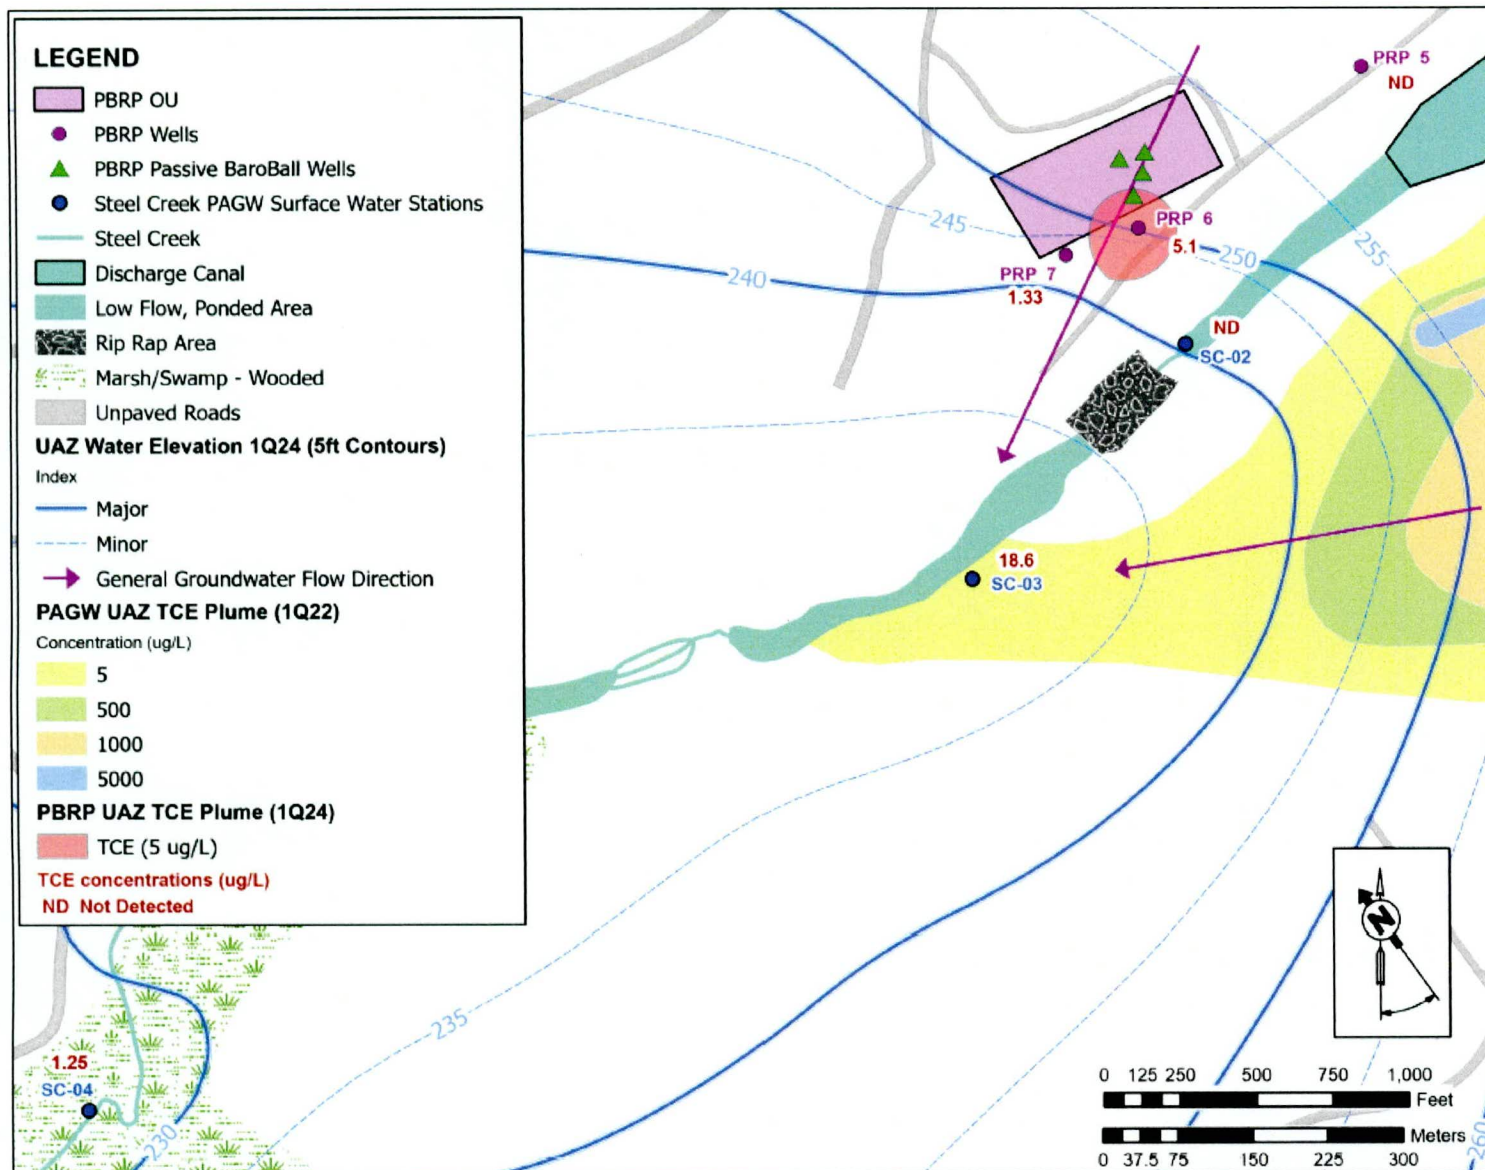 LEGEND
PBRP OU
PBRP Wells
PBRP Passive BaroBall Wells
Steel Creek PAGW Surface Water Stations
Steel Creek
Discharge Canal
Low Flow, Ponded Area
Rip Rap Area
Marsh/Swamp - Wooded
Unpaved Roads
UAZ Water Elevation 1Q24 (5ft Contours)
Index
Major
Minor
General Groundwater Flow Direction
PAGW UAZ TCE Plume (1Q22)
Concentration (ug/L)
5
500
1000
5000
PBRP UAZ TCE Plume (1Q24)
TCE (5 ug/L)
TCE concentrations (ug/L)
ND Not Detected
PRP 5
ND
PRP 6
5.1
245
250
255
PRP 7
1.33
240
ND
SC-02
18.6
SC-03
235
1.25
SC-04
230
260
N
0 125 250 500 750 1,000
Feet
Meters
0 37.5 75 150 225 300